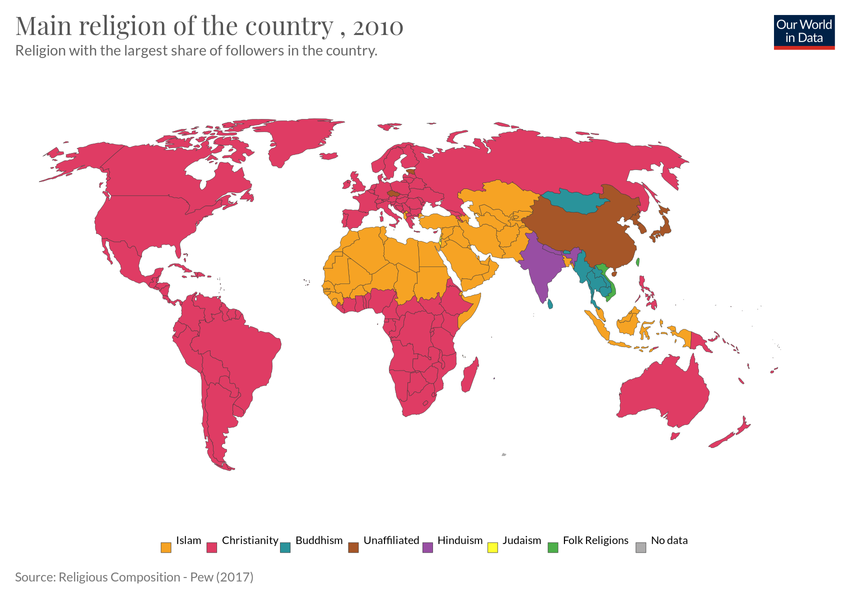 Main religion of the country , 2010
Religion with the largest share of followers in the country.
Our World
in Data
Islam
Christianity
Buddhism
Unaffiliated
Hinduism
Judaism
Folk Religions
No data
Source: Religious Composition - Pew (2017)